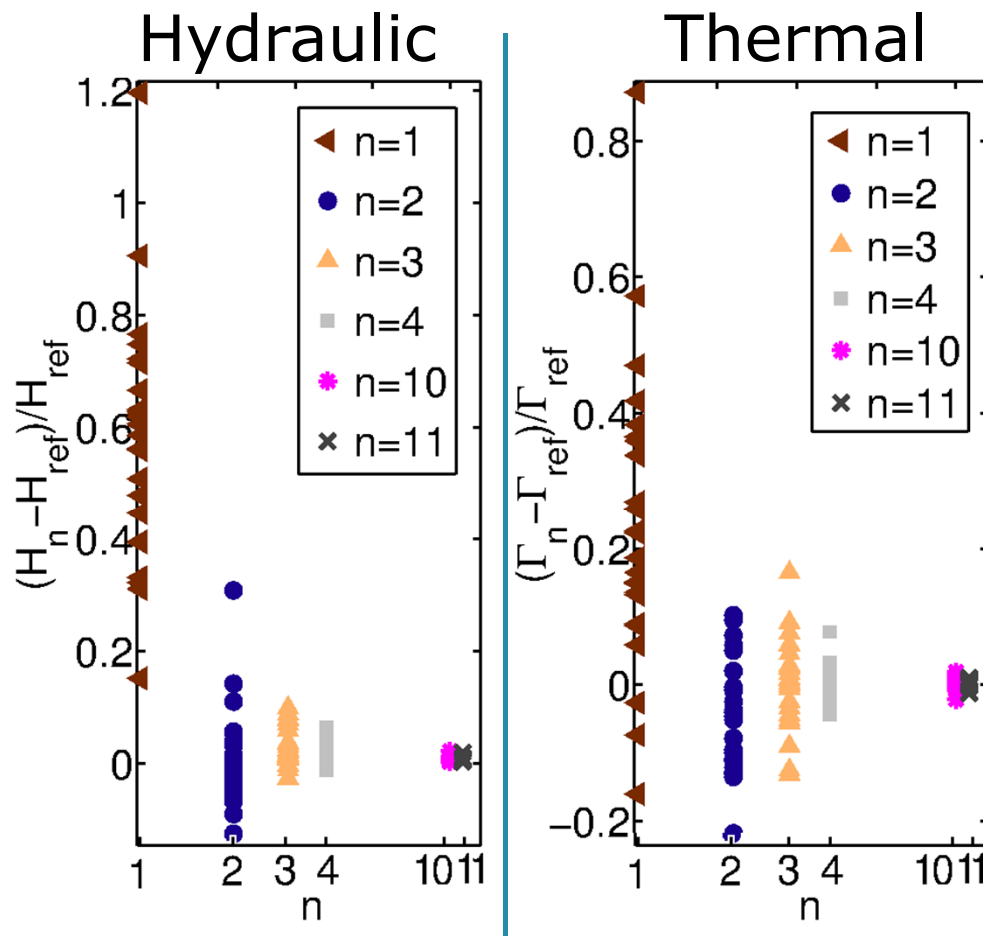 Hydraulic
(H_n−H_ref)/H_ref
1.2
1
0.8
0.6
0.4
0.2
0
n=1
n=2
n=3
n=4
n=10
n=11
1 2 3 4 10 11
n
Thermal
(Γ_n−Γ_ref)/Γ_ref
0.8
0.6
0.4
0.2
0
−0.2
n=1
n=2
n=3
n=4
n=10
n=11
1 2 3 4 10 11
n